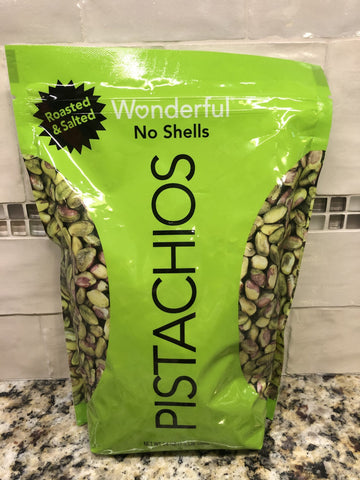 Roasted
& Salted
Wonderful
No Shells
PISTACHIOS